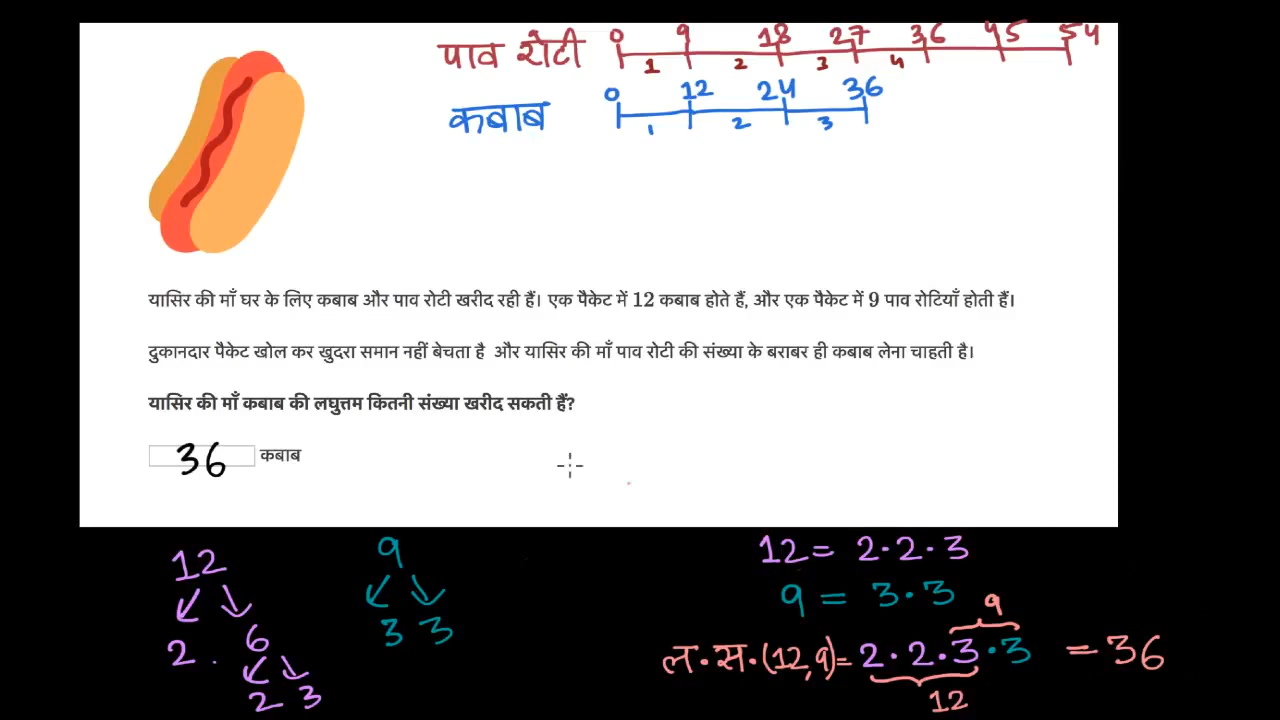 पाव रोटी 0 9 18 27 36 45 54
1 2 3 4
कबाब 0 12 24 36
1 2 3
यासिर की माँ घर के लिए कबाब और पाव रोटी खरीद रही हैं। एक पैकेट में 12 कबाब होते हैं, और एक पैकेट में 9 पाव रोटियाँ होती हैं।
दुकानदार पैकेट खोल कर खुदरा समान नहीं बेचता है और यासिर की माँ पाव रोटी की संख्या के बराबर ही कबाब लेना चाहती है।
यासिर की माँ कबाब की लघुत्तम कितनी संख्या खरीद सकती हैं?
36 कबाब
12
2 . 6
2 3
9
3 3
12 = 2·2·3
9 = 3·3
9
ल·स·(12,9) = 2·2·3·3 = 36
12